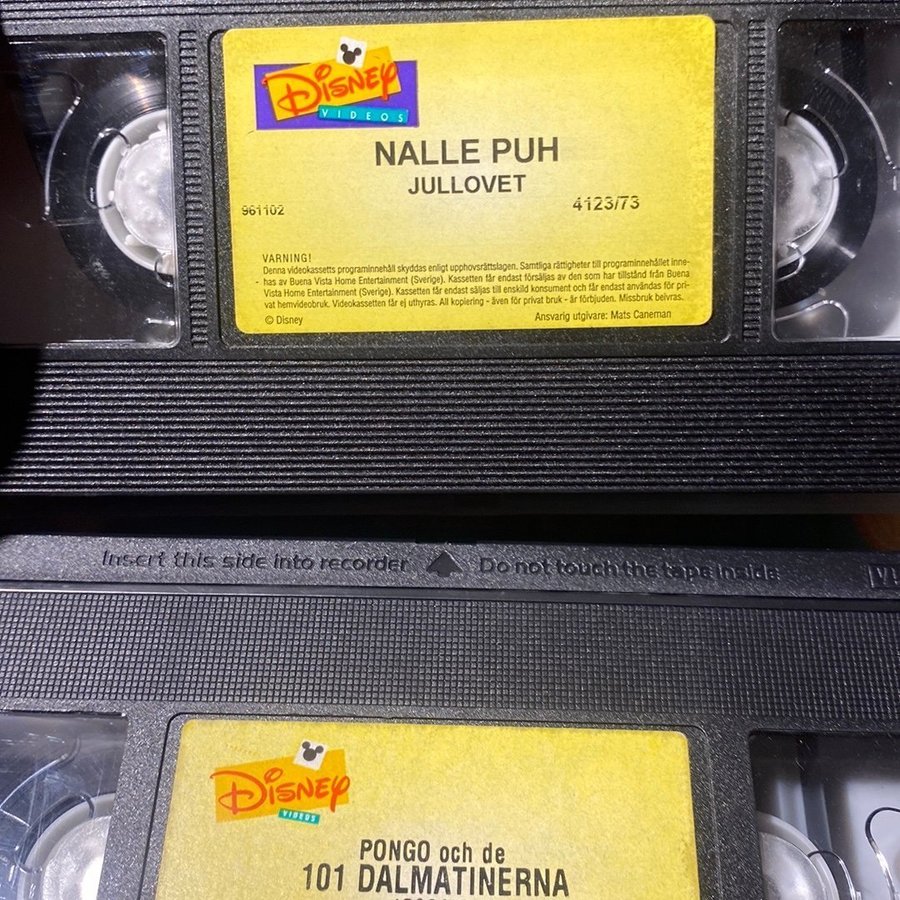 DISNEY
VIDEOS
NALLE PUH
JULLOVET
961102 4123/73
VARNING!
Denna videokassetts programinnehåll skyddas enligt upphovsrättslagen. Samtliga rättigheter till programinnehållet inne-
- has av Buena Vista Home Entertainment (Sverige). Kassetten får endast försäljas av den som har tillstånd från Buena
Vista Home Entertainment (Sverige). Kassetten får endast säljas till enskild konsument och får endast användas för pri-
vat hemvideobruk. Videokassetten får ej uthyras. All kopiering - även för privat bruk - är förbjuden. Missbruk beivras.
© Disney Ansvarig utgivare: Mats Caneman
Insert this side into recorder Do not touch the tape inside
DISNEY
VIDEOS
PONGO och de
101 DALMATINERNA